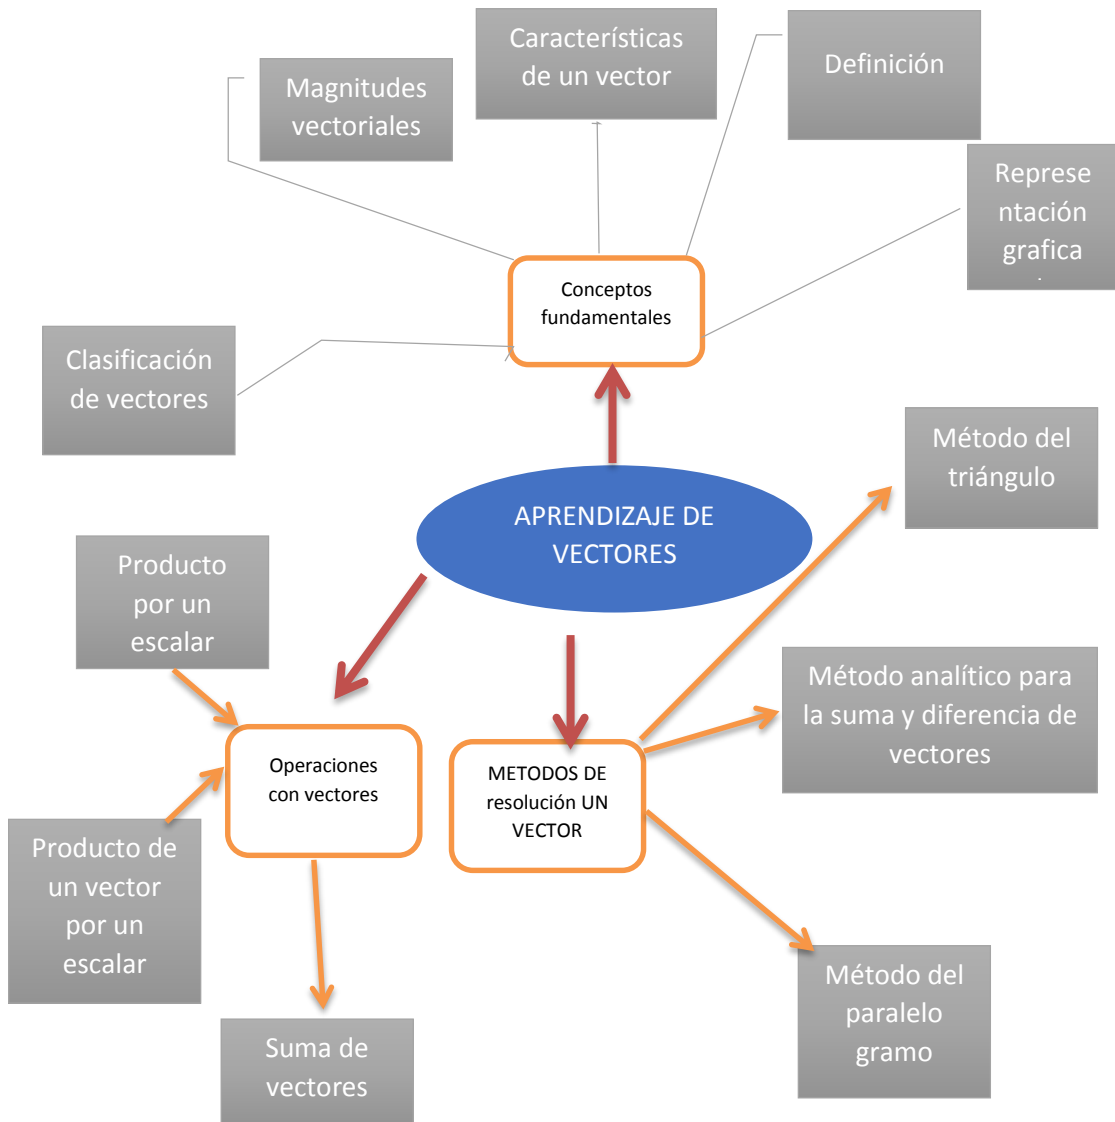 Características
de un vector
Definición
Magnitudes
vectoriales
Represe
ntación
grafica
Conceptos
fundamentales
Clasificación
de vectores
Método del
triángulo
APRENDIZAJE DE
VECTORES
Producto
por un
escalar
Método analítico para
la suma y diferencia de
vectores
Operaciones
con vectores
METODOS DE
resolución UN
VECTOR
Producto de
un vector
por un
escalar
Método del
paralelo
gramo
Suma de
vectores